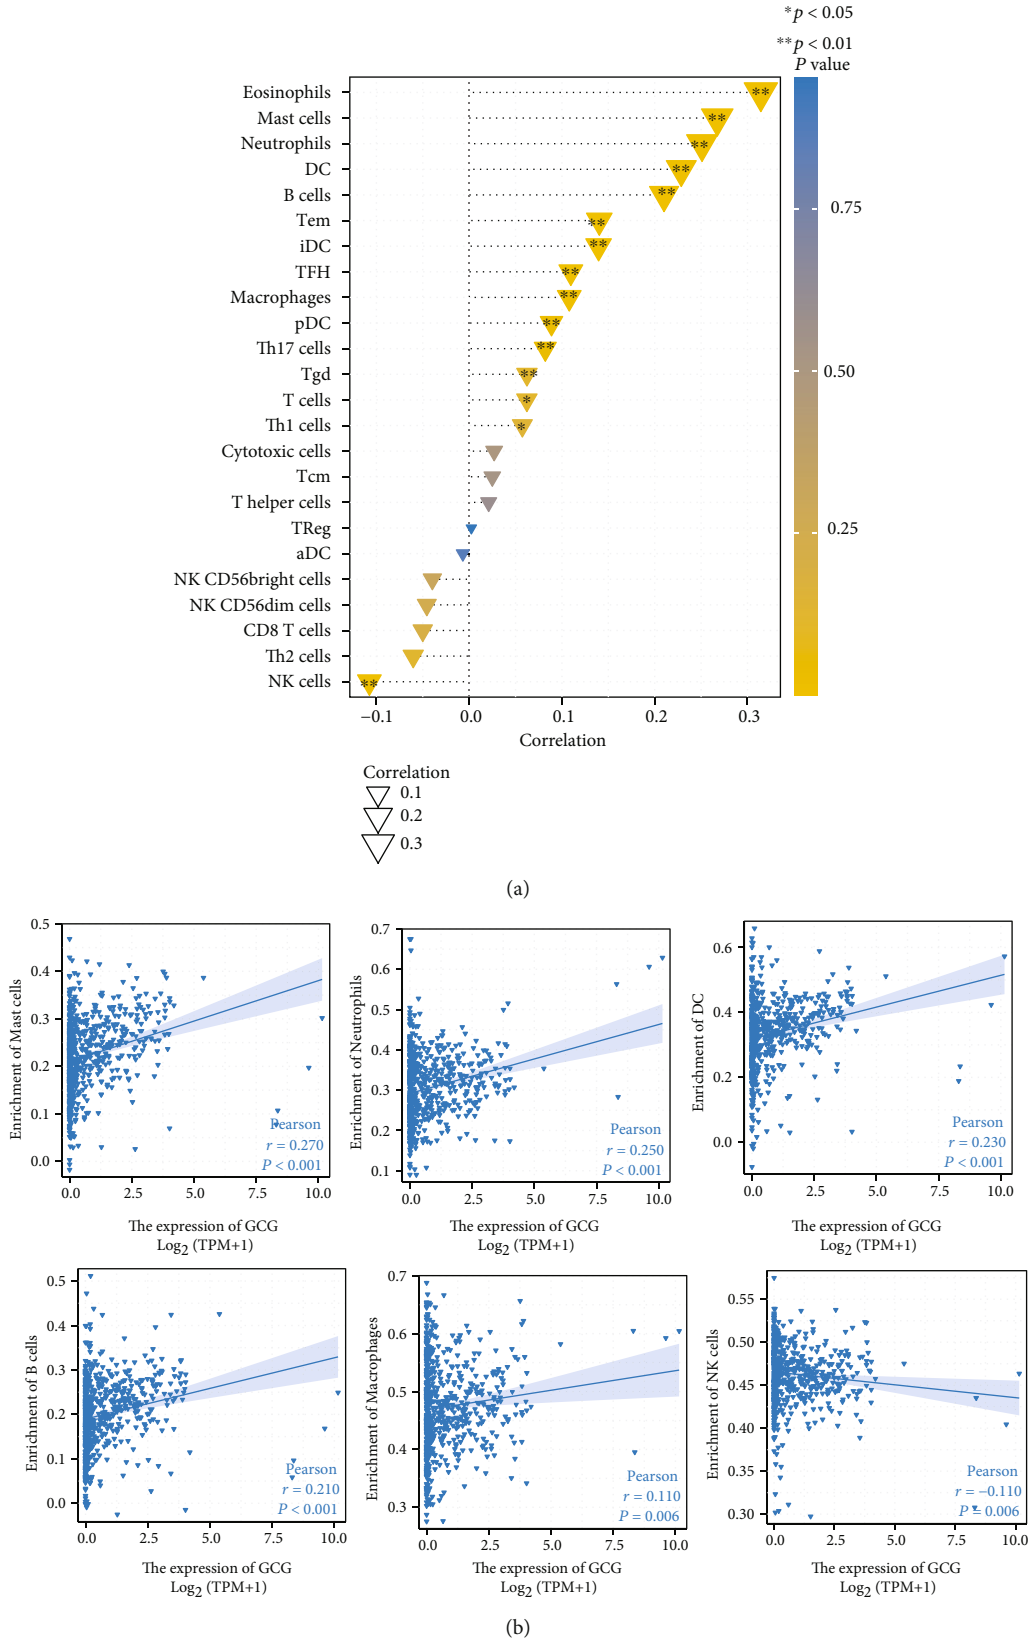 *p < 0.05
**p < 0.01
P value
0.75
0.50
0.25
Eosinophils **
Mast cells **
Neutrophils **
DC **
B cells **
Tem **
iDC **
TFH **
Macrophages **
pDC **
Th17 cells **
Tgd **
T cells *
Th1 cells *
Cytotoxic cells
Tcm
T helper cells
TReg
aDC
NK CD56bright cells
NK CD56dim cells
CD8 T cells
Th2 cells
NK cells **
−0.1 0.0 0.1 0.2 0.3
Correlation
Correlation
0.1
0.2
0.3
(a)
Enrichment of Mast cells
0.5
0.4
0.3
0.2
0.1
0.0
Pearson
r = 0.270
P < 0.001
0.0 2.5 5.0 7.5 10.0
The expression of GCG
Log2 (TPM+1)
Enrichment of Neutrophils
0.7
0.6
0.5
0.4
0.3
0.2
0.1
Pearson
r = 0.250
P < 0.001
0.0 2.5 5.0 7.5 10.0
The expression of GCG
Log2 (TPM+1)
Enrichment of DC
0.6
0.4
0.2
0.0
Pearson
r = 0.230
P < 0.001
0.0 2.5 5.0 7.5 10.0
The expression of GCG
Log2 (TPM+1)
Enrichment of B cells
0.5
0.4
0.3
0.2
0.1
0.0
Pearson
r = 0.210
P < 0.001
0.0 2.5 5.0 7.5 10.0
The expression of GCG
Log2 (TPM+1)
Enrichment of Macrophages
0.7
0.6
0.5
0.4
0.3
Pearson
r = 0.110
P = 0.006
0.0 2.5 5.0 7.5 10.0
The expression of GCG
Log2 (TPM+1)
Enrichment of NK cells
0.55
0.50
0.45
0.40
0.35
0.30
Pearson
r = −0.110
P = 0.006
0.0 2.5 5.0 7.5 10.0
The expression of GCG
Log2 (TPM+1)
(b)